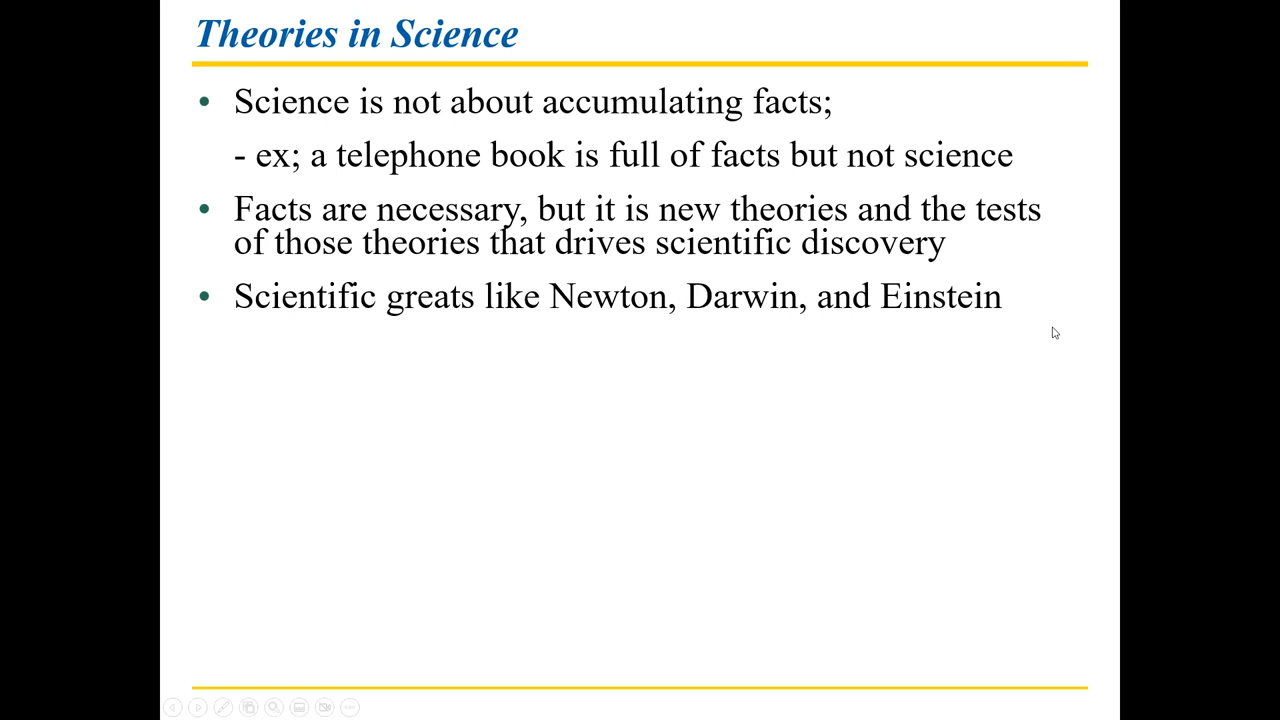 Theories in Science
• Science is not about accumulating facts;
- ex; a telephone book is full of facts but not science
• Facts are necessary, but it is new theories and the tests
of those theories that drives scientific discovery
• Scientific greats like Newton, Darwin, and Einstein